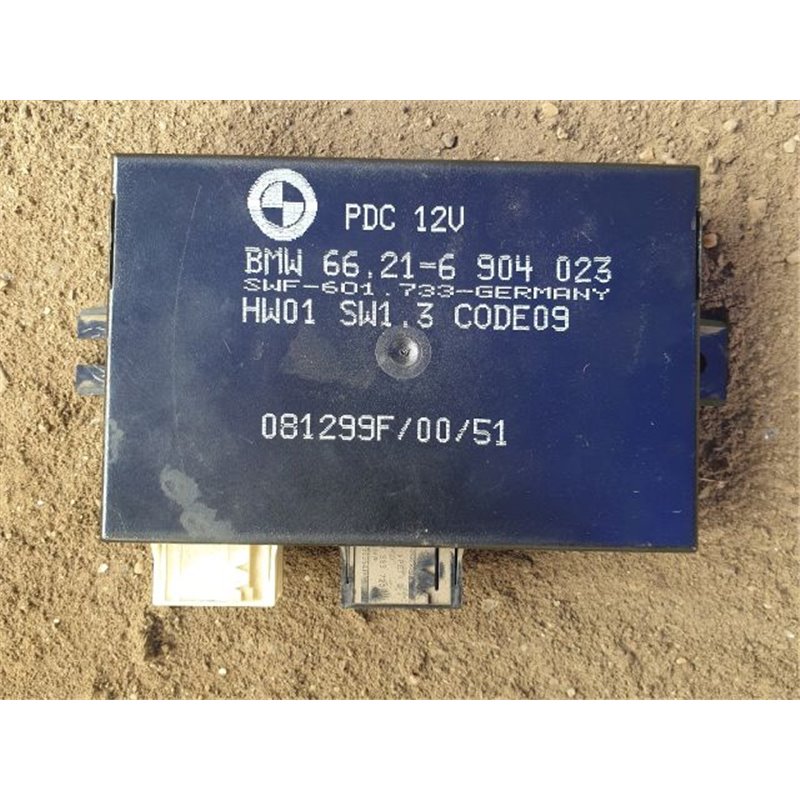 PDC 12V
BMW 66.21-6 904 023
SWF-601.733-GERMANY
HW01 SW1.3 CODE09
081299F/00/51